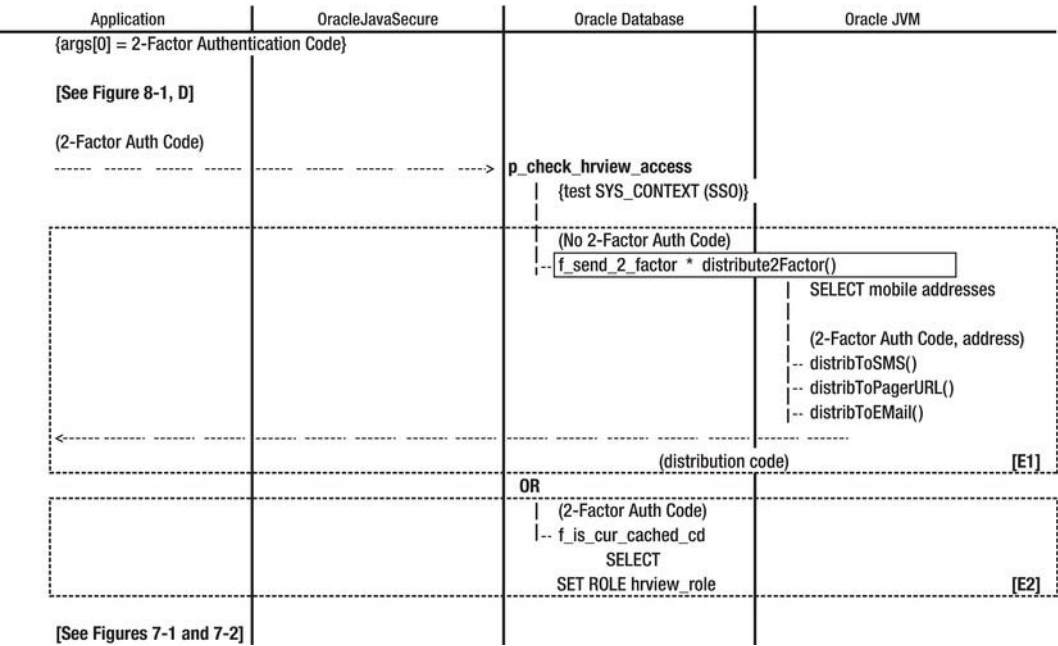 Application OracleJavaSecure Oracle Database Oracle JVM
{args[0] = 2-Factor Authentication Code}
[See Figure 8-1, D]
(2-Factor Auth Code)
p_check_hrview_access
{test SYS_CONTEXT (SSO)}
(No 2-Factor Auth Code)
f_send_2_factor * distribute2Factor()
SELECT mobile addresses
(2-Factor Auth Code, address)
distribToSMS()
distribToPagerURL()
distribToEMail()
(distribution code) [E1]
OR
(2-Factor Auth Code)
f_is_cur_cached_cd
SELECT
SET ROLE hrview_role [E2]
[See Figures 7-1 and 7-2]